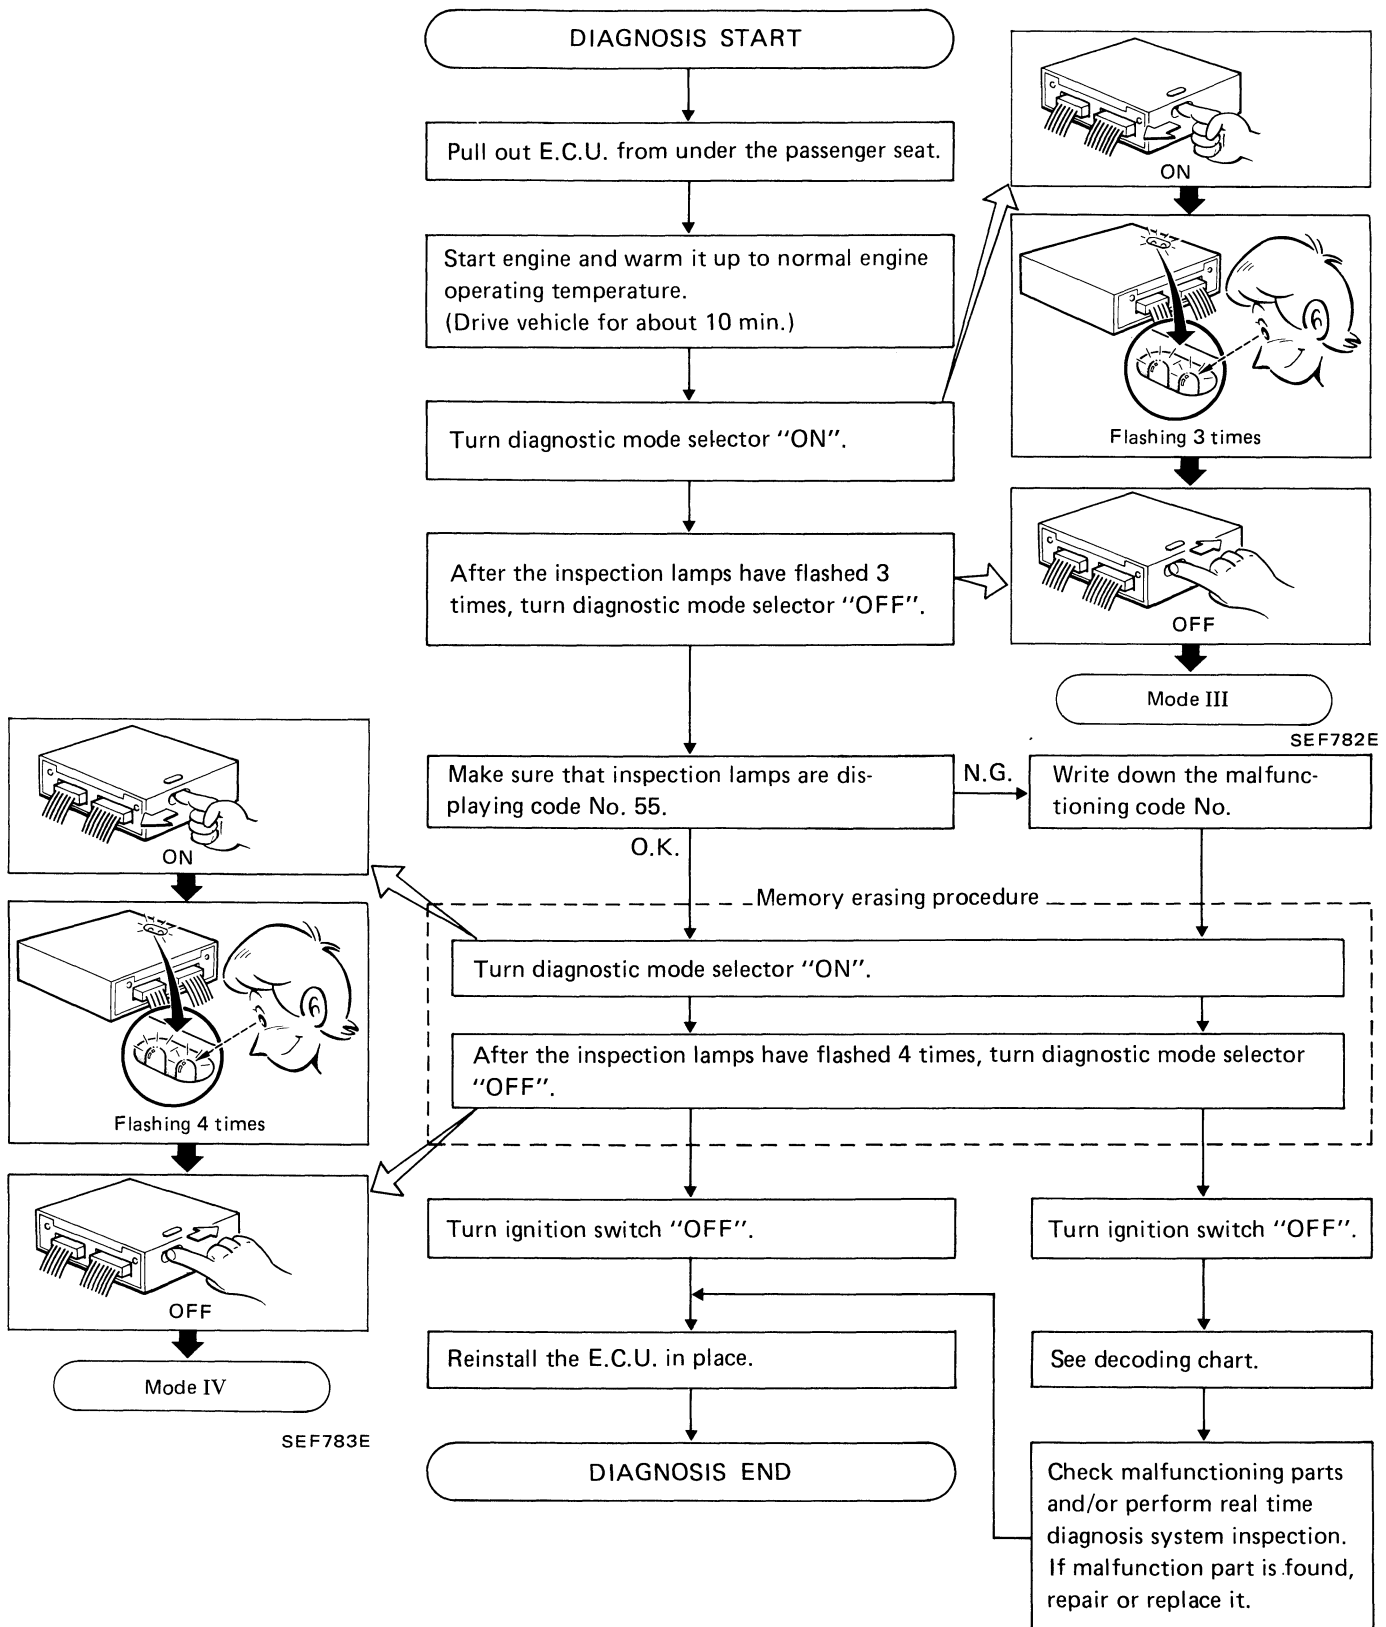 DIAGNOSIS START
Pull out E.C.U. from under the passenger seat.
Start engine and warm it up to normal engine
operating temperature.
(Drive vehicle for about 10 min.)
Turn diagnostic mode selector "ON".
After the inspection lamps have flashed 3
times, turn diagnostic mode selector "OFF".
ON
Flashing 3 times
OFF
Mode III
SEF782E
Make sure that inspection lamps are dis-
playing code No. 55.
N.G.
Write down the malfunc-
tioning code No.
O.K.
Memory erasing procedure
Turn diagnostic mode selector "ON".
After the inspection lamps have flashed 4 times, turn diagnostic mode selector
"OFF".
ON
Flashing 4 times
OFF
Mode IV
SEF783E
Turn ignition switch "OFF".
Reinstall the E.C.U. in place.
DIAGNOSIS END
Turn ignition switch "OFF".
See decoding chart.
Check malfunctioning parts
and/or perform real time
diagnosis system inspection.
If malfunction part is found,
repair or replace it.